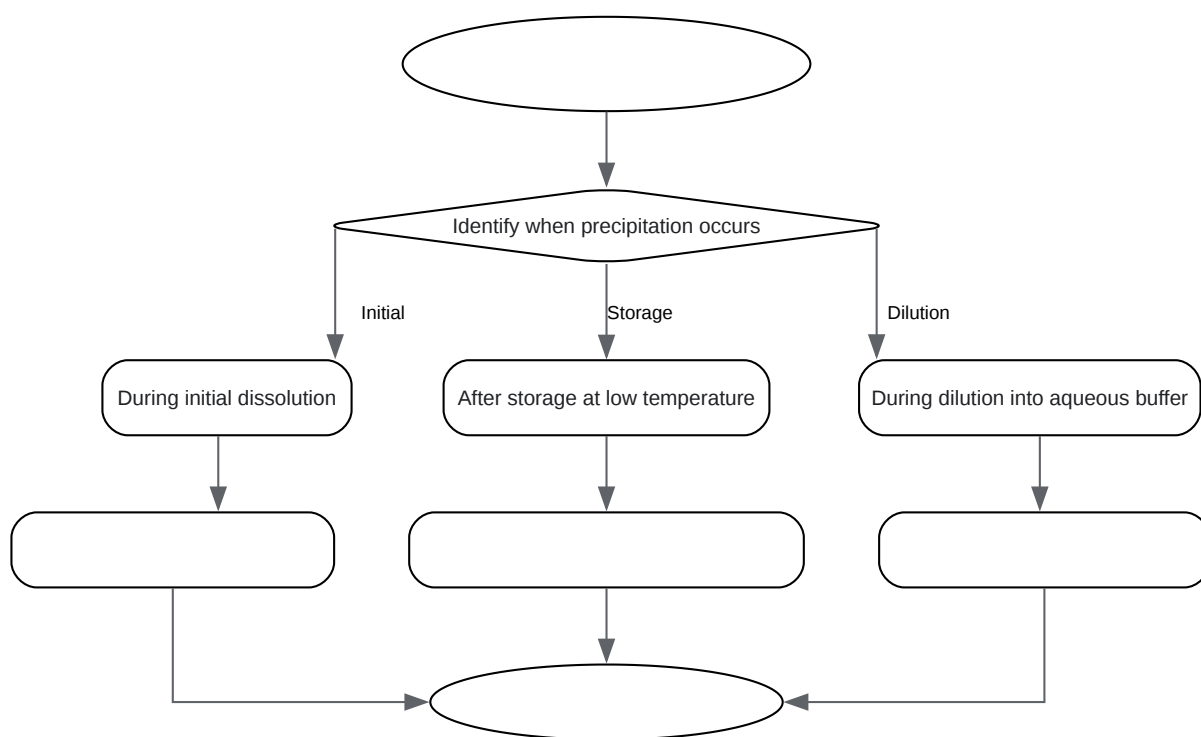 Identify when precipitation occurs
Initial
Storage
Dilution
During initial dissolution
After storage at low temperature
During dilution into aqueous buffer